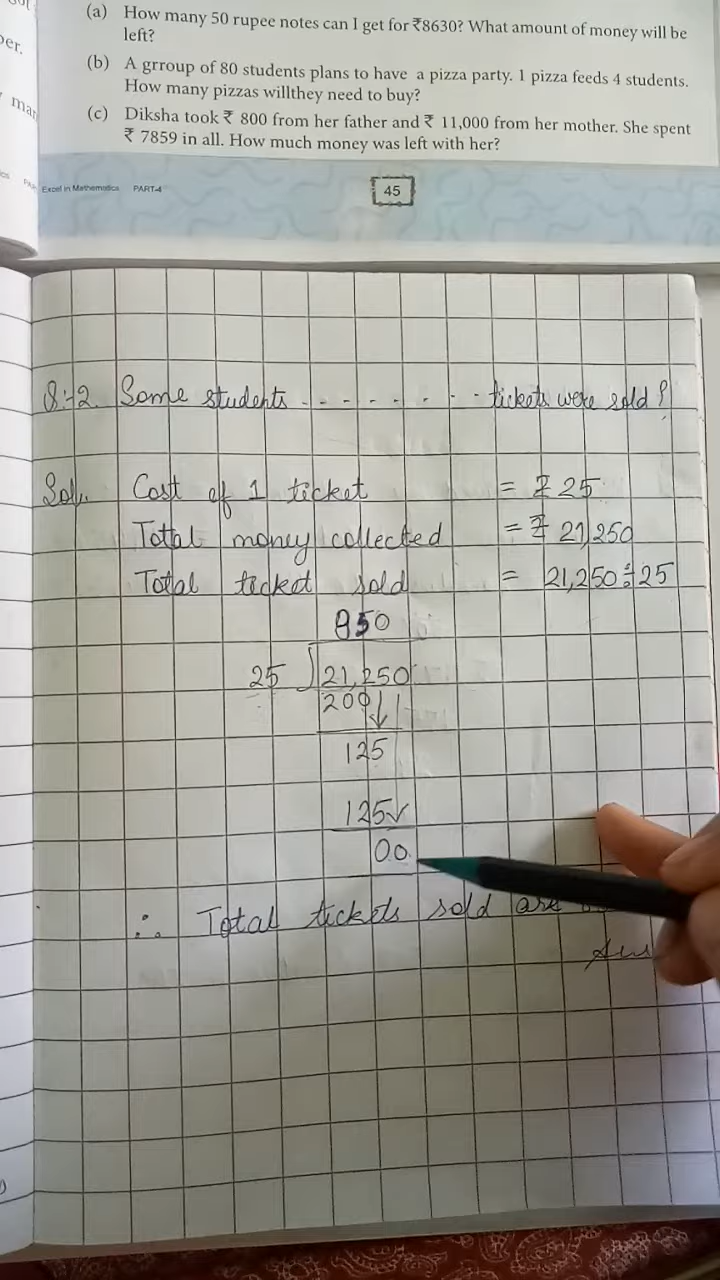 (a) How many 50 rupee notes can I get for ₹8630? What amount of money will be
left?
(b) A grroup of 80 students plans to have a pizza party. 1 pizza feeds 4 students.
How many pizzas willthey need to buy?
(c) Diksha took ₹ 800 from her father and ₹ 11,000 from her mother. She spent
₹ 7859 in all. How much money was left with her?
Excel in Mathematics PART-4
45
Q:-2. Some students - - - - - - - tickets were sold?
Sol. Cost of 1 ticket = ₹ 25
Total money collected = ₹ 21,250
Total ticket sold = 21,250 ÷ 25
850
25 ) 21,250
200
125
125
00
∴ Total tickets sold are
Ans